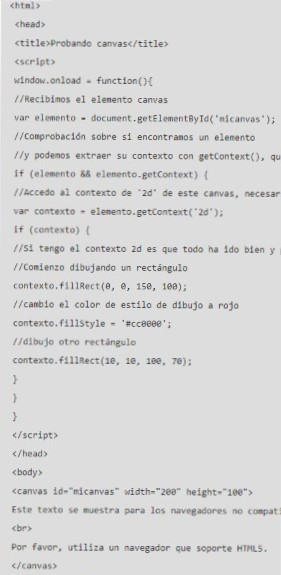 <html>
<head>
<title>Probando canvas</title>
<script>
window.onload = function(){
//Recibimos el elemento canvas
var elemento = document.getElementById('micanvas');
//Comprobación sobre si encontramos un elemento
//y podemos extraer su contexto con getContext(), qu
if (elemento && elemento.getContext) {
//Accedo al contexto de '2d' de este canvas, necesar
var contexto = elemento.getContext('2d');
if (contexto) {
//Si tengo el contexto 2d es que todo ha ido bien y
//Comienzo dibujando un rectángulo
contexto.fillRect(0, 0, 150, 100);
//cambio el color de estilo de dibujo a rojo
contexto.fillStyle = '#cc0000';
//dibujo otro rectángulo
contexto.fillRect(10, 10, 100, 70);
}
}
}
</script>
</head>
<body>
<canvas id="micanvas" width="200" height="100">
Este texto se muestra para los navegadores no compati
<br>
Por favor, utiliza un navegador que soporte HTML5.
</canvas>